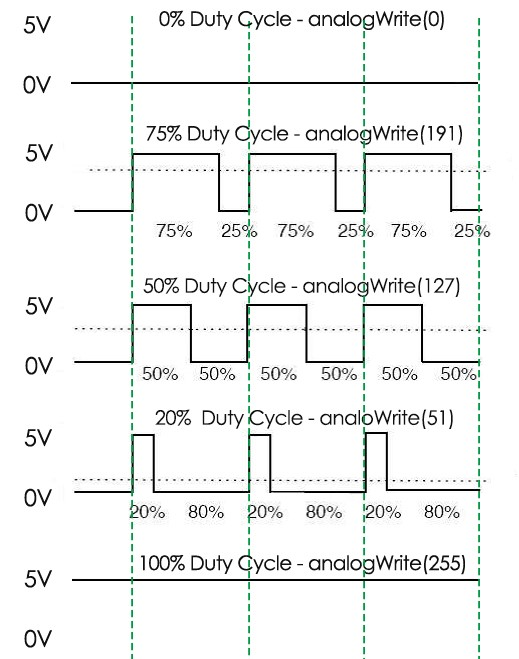 5V 0% Duty Cycle - analogWrite(0)
0V
75% Duty Cycle - analogWrite(191)
5V
0V
75% 25% 75% 25% 75% 25%
50% Duty Cycle - analogWrite(127)
5V
0V
50% 50% 50% 50% 50% 50%
20% Duty Cycle - analoWrite(51)
5V
0V
20% 80% 20% 80% 20% 80%
100% Duty Cycle - analogWrite(255)
5V
0V